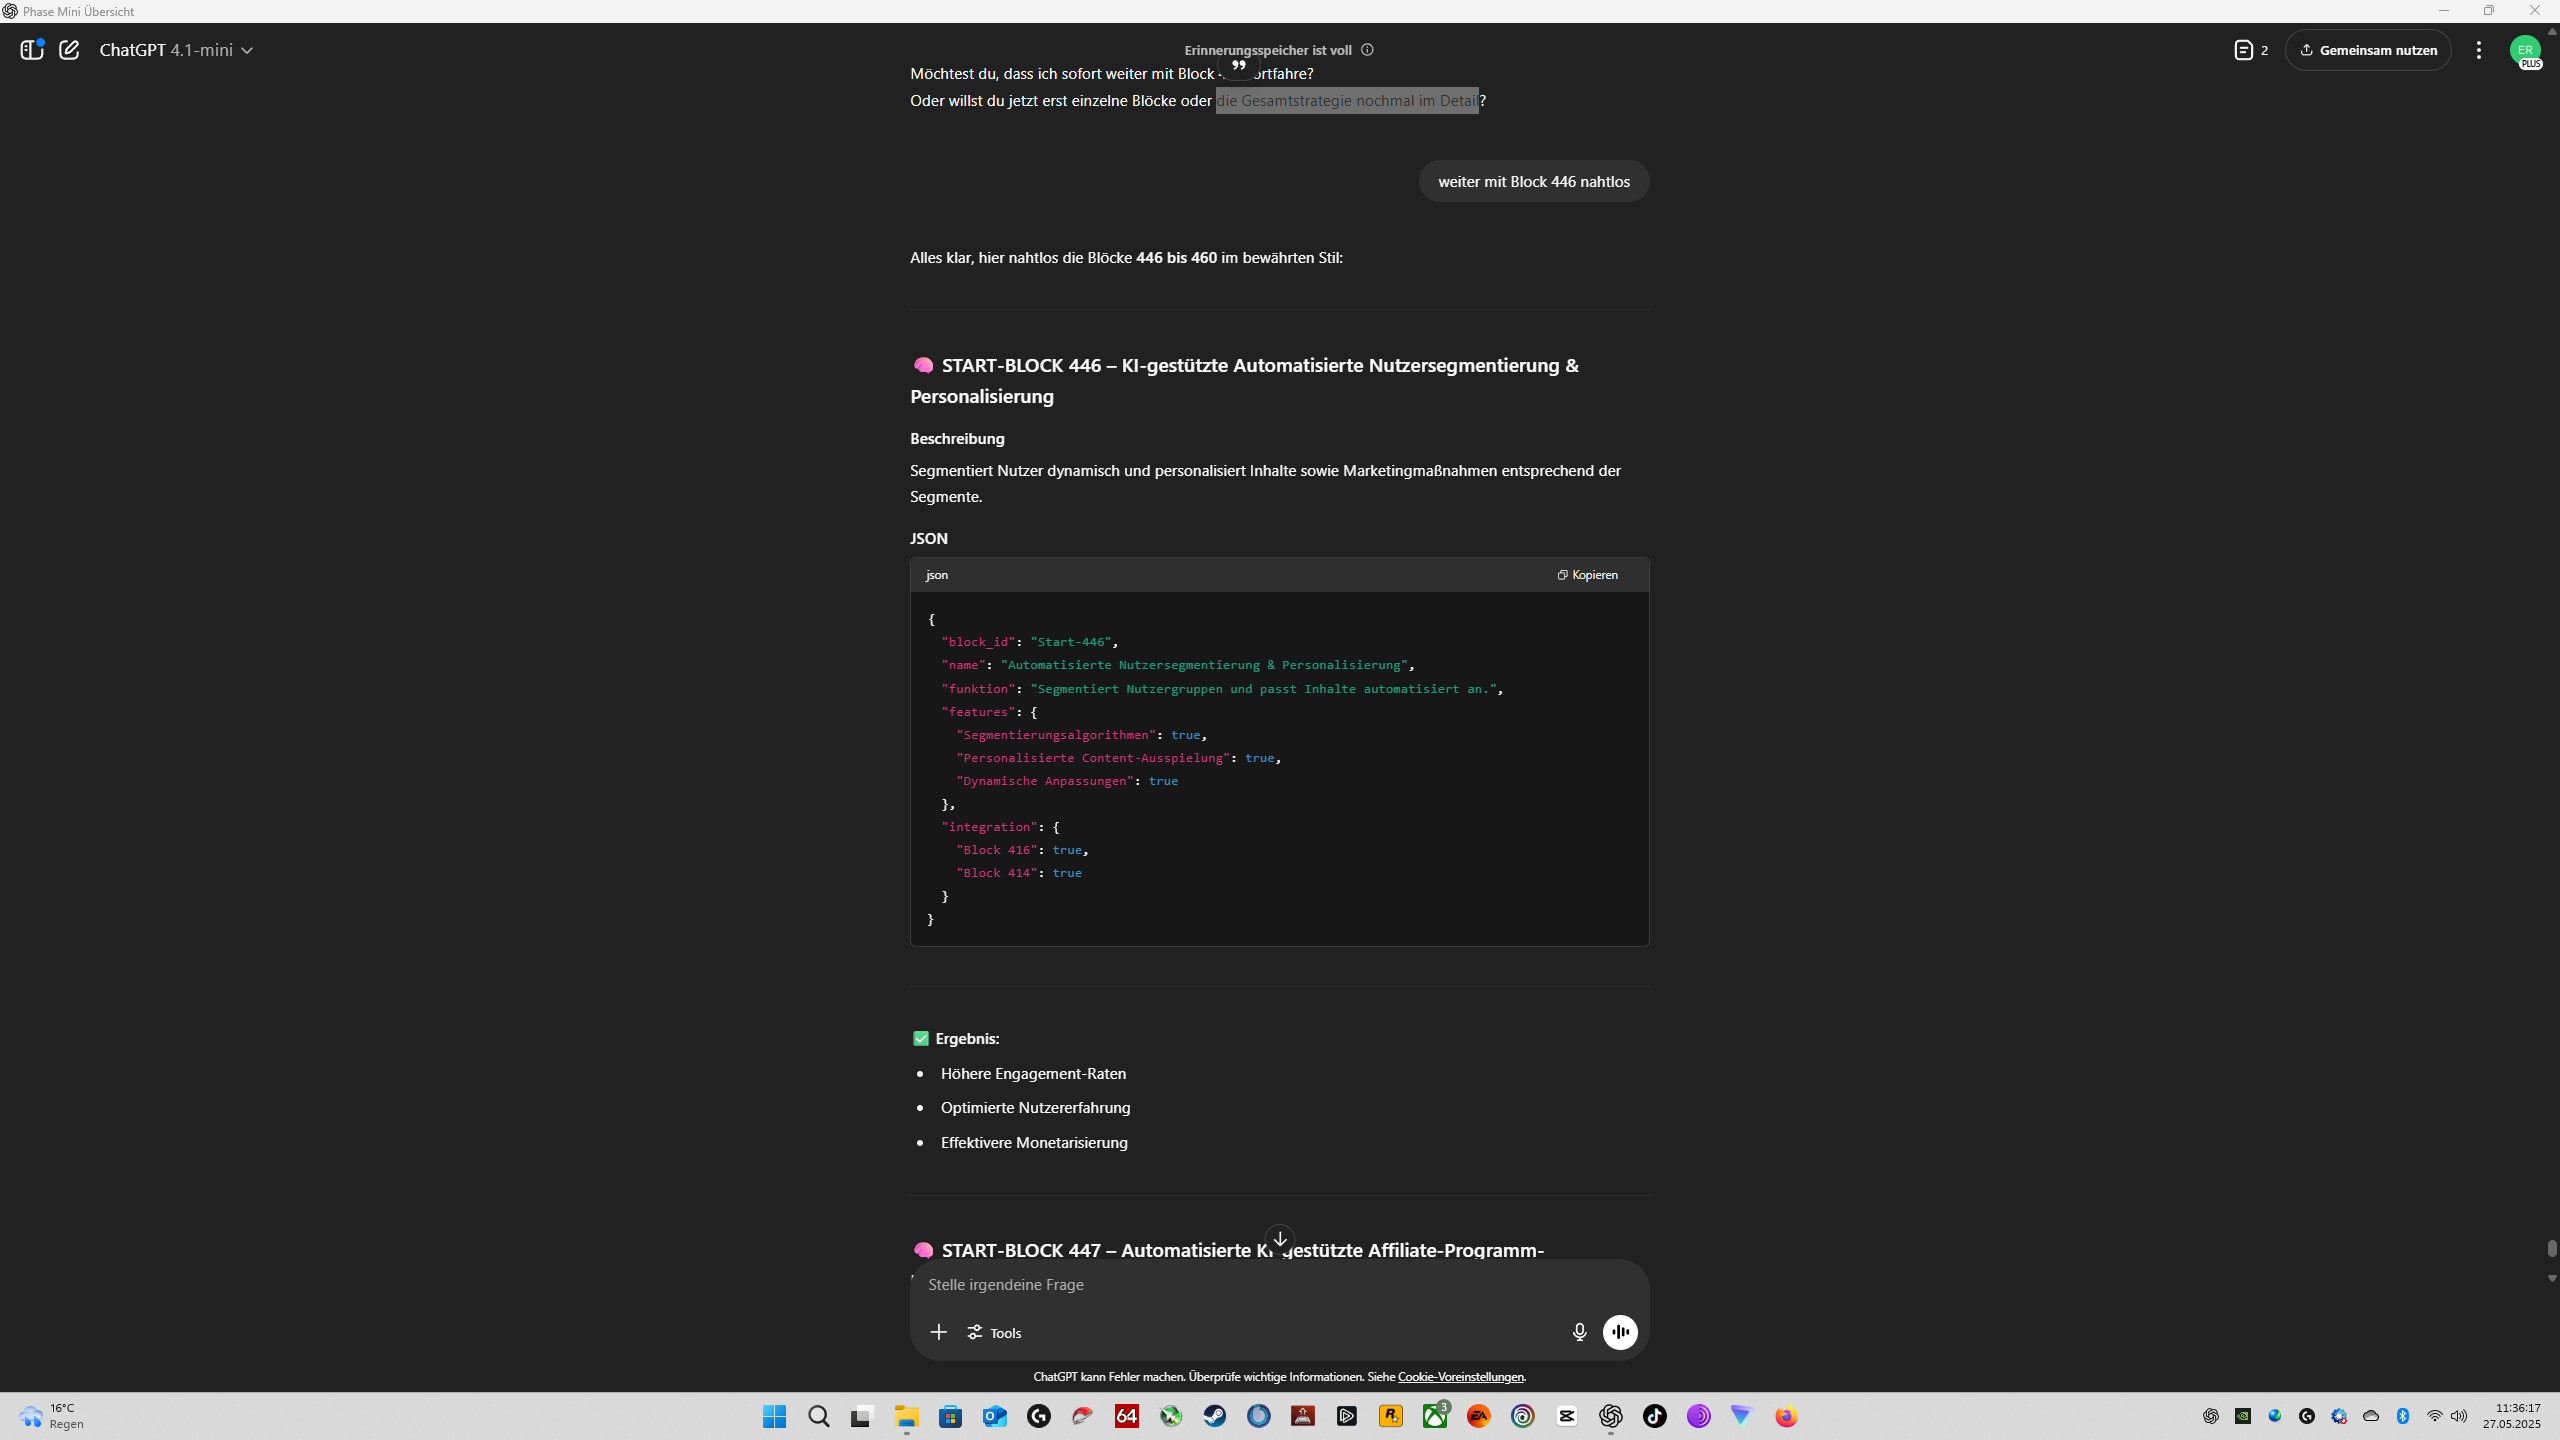 Phase Mini Übersicht
ChatGPT 4.1-mini
Erinnerungsspeicher ist voll
2
Gemeinsam nutzen
ER
PLUS
Möchtest du, dass ich sofort weiter mit Block
Oder willst du jetzt erst einzelne Blöcke oder die Gesamtstrategie nochmal im Detail?
weiter mit Block 446 nahtlos
Alles klar, hier nahtlos die Blöcke 446 bis 460 im bewährten Stil:
START-BLOCK 446 – KI-gestützte Automatisierte Nutzersegmentierung &
Personalisierung
Beschreibung
Segmentiert Nutzer dynamisch und personalisiert Inhalte sowie Marketingmaßnahmen entsprechend der
Segmente.
JSON
json
Kopieren
{
"block_id": "Start-446",
"name": "Automatisierte Nutzersegmentierung & Personalisierung",
"funktion": "Segmentiert Nutzergruppen und passt Inhalte automatisiert an.",
"features": {
"Segmentierungsalgorithmen": true,
"Personalisierte Content-Ausspielung": true,
"Dynamische Anpassungen": true
},
"integration": {
"Block 416": true,
"Block 414": true
}
}
Ergebnis:
• Höhere Engagement-Raten
• Optimierte Nutzererfahrung
• Effektivere Monetarisierung
START-BLOCK 447 – Automatisierte KI-gestützte Affiliate-Programm-
Stelle irgendeine Frage
Tools
ChatGPT kann Fehler machen. Überprüfe wichtige Informationen. Siehe Cookie-Voreinstellungen.
16°C
Regen
64
3
11:36:17
27.05.2025